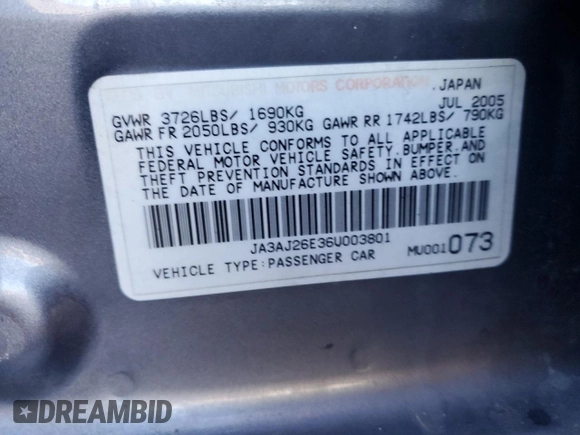 MITSUBISHI MOTORS CORPORATION, JAPAN
GVWR 3726LBS/ 1690KG JUL 2005
GAWR FR 2050LBS/ 930KG GAWR RR 1742LBS/ 790KG
THIS VEHICLE CONFORMS TO ALL APPLICABLE
FEDERAL MOTOR VEHICLE SAFETY,BUMPER,AND
THEFT PREVENTION STANDARDS IN EFFECT ON
THE DATE OF MANUFACTURE SHOWN ABOVE.
JA3AJ26E36U003801
VEHICLE TYPE:PASSENGER CAR MU001073
DREAMBID